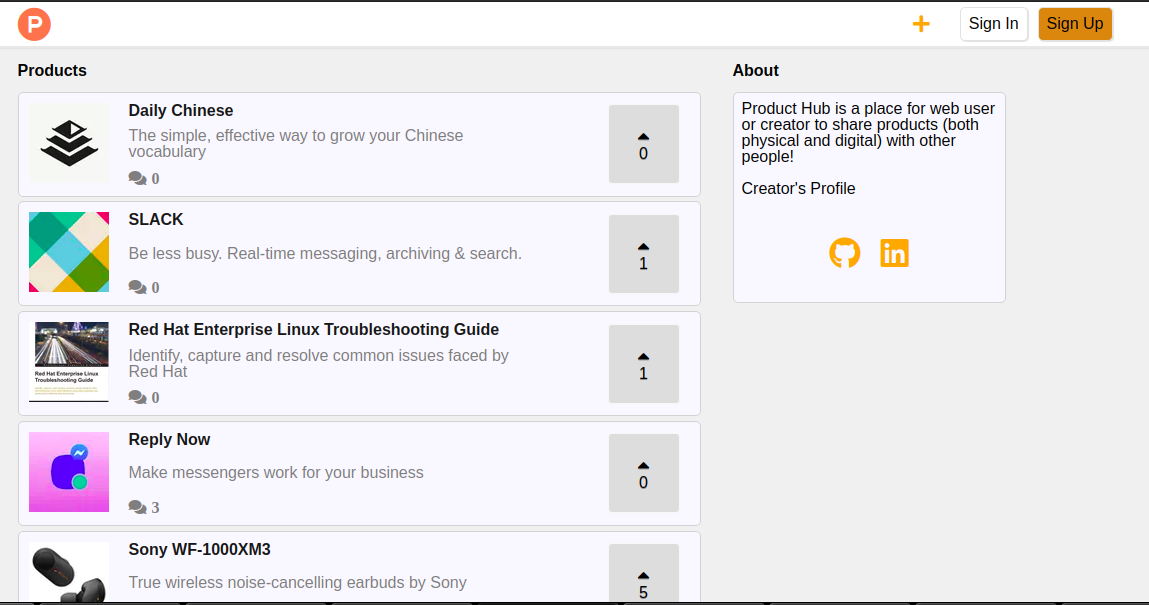 P
Sign In
Sign Up
Products
About
Daily Chinese
The simple, effective way to grow your Chinese
vocabulary
0
0
SLACK
Be less busy. Real-time messaging, archiving & search.
0
1
Red Hat Enterprise Linux
Troubleshooting Guide
Red Hat Enterprise Linux Troubleshooting Guide
Identify, capture and resolve common issues faced by
Red Hat
0
1
Reply Now
Make messengers work for your business
3
0
Sony WF-1000XM3
True wireless noise-cancelling earbuds by Sony
5
Product Hub is a place for web user
or creator to share products (both
physical and digital) with other
people!
Creator's Profile
in